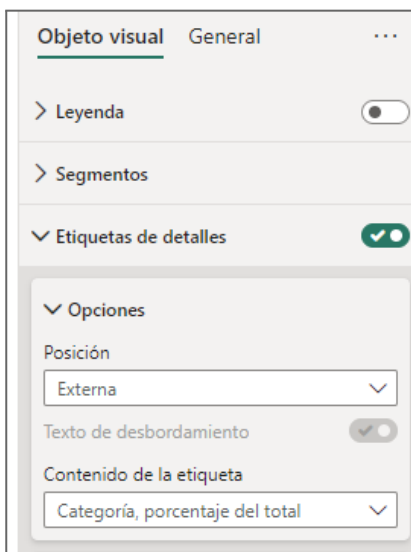 Objeto visual General ...
Leyenda
Segmentos
Etiquetas de detalles
Opciones
Posición
Externa
Texto de desbordamiento
Contenido de la etiqueta
Categoría, porcentaje del total